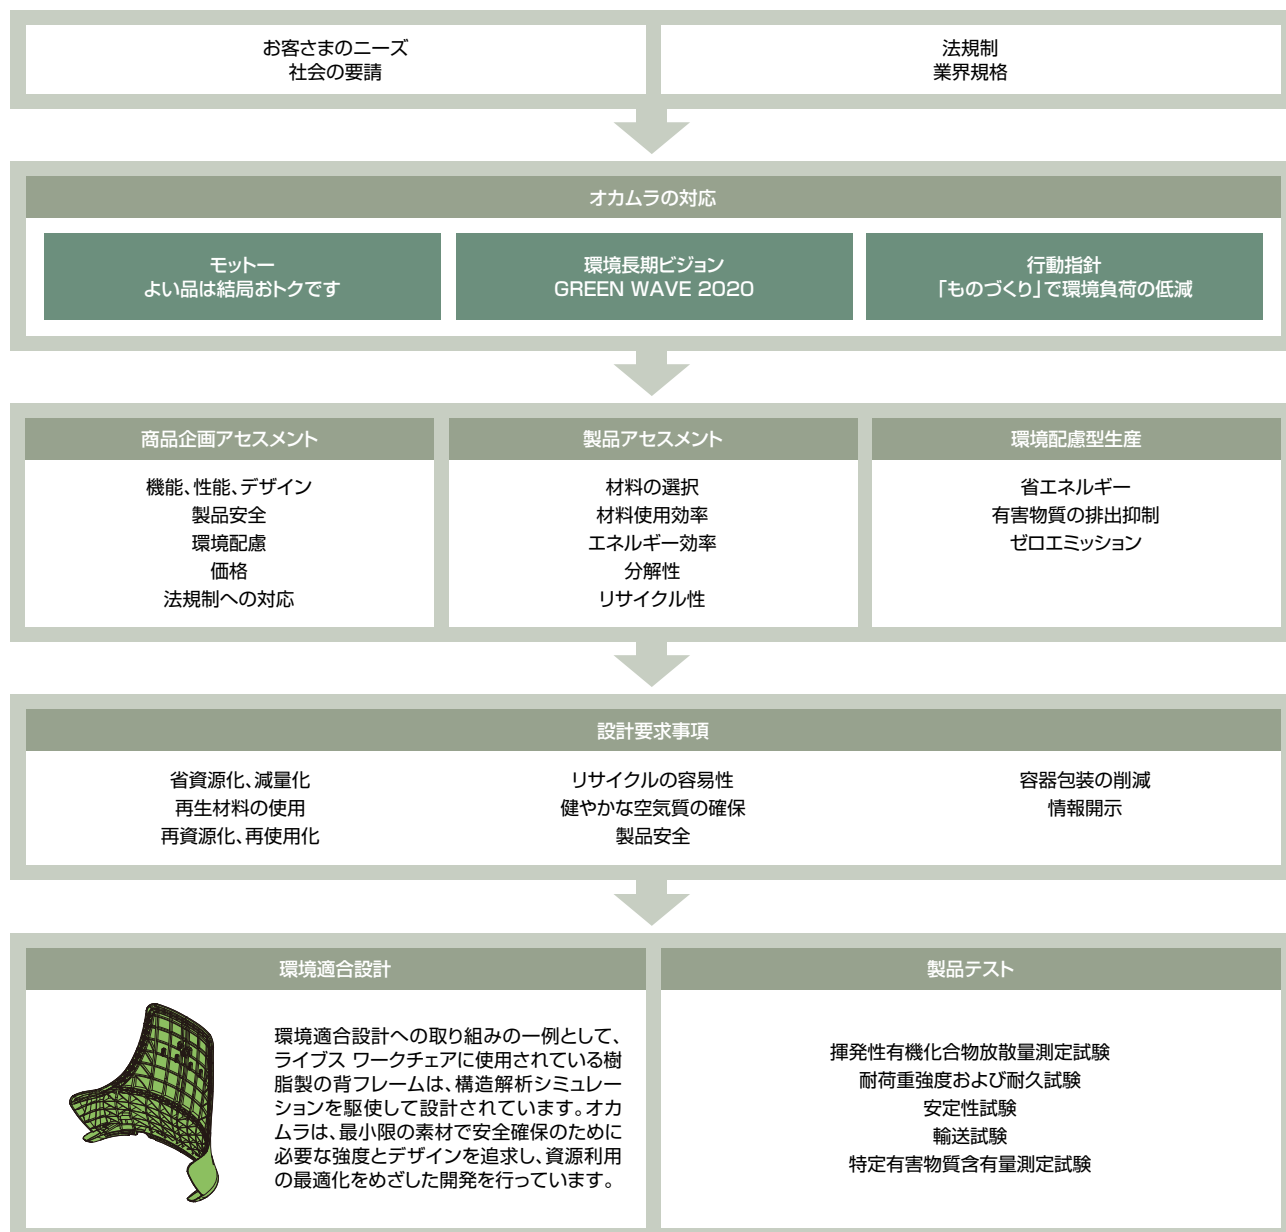 お客さまのニーズ
社会の要請
法規制
業界規格
オカムラの対応
モットー
よい品は結局おトクです
環境長期ビジョン
GREEN WAVE 2020
行動指針
「ものづくり」で環境負荷の低減
商品企画アセスメント
機能、性能、デザイン
製品安全
環境配慮
価格
法規制への対応
製品アセスメント
材料の選択
材料使用効率
エネルギー効率
分解性
リサイクル性
環境配慮型生産
省エネルギー
有害物質の排出抑制
ゼロエミッション
設計要求事項
省資源化、減量化
再生材料の使用
再資源化、再使用化
リサイクルの容易性
健やかな空気質の確保
製品安全
容器包装の削減
情報開示
環境適合設計
環境適合設計への取り組みの一例として、
ライブス ワークチェアに使用されている樹
脂製の背フレームは、構造解析シミュレー
ションを駆使して設計されています。オカ
ムラは、最小限の素材で安全確保のために
必要な強度とデザインを追求し、資源利用
の最適化をめざした開発を行っています。
製品テスト
揮発性有機化合物放散量測定試験
耐荷重強度および耐久試験
安定性試験
輸送試験
特定有害物質含有量測定試験